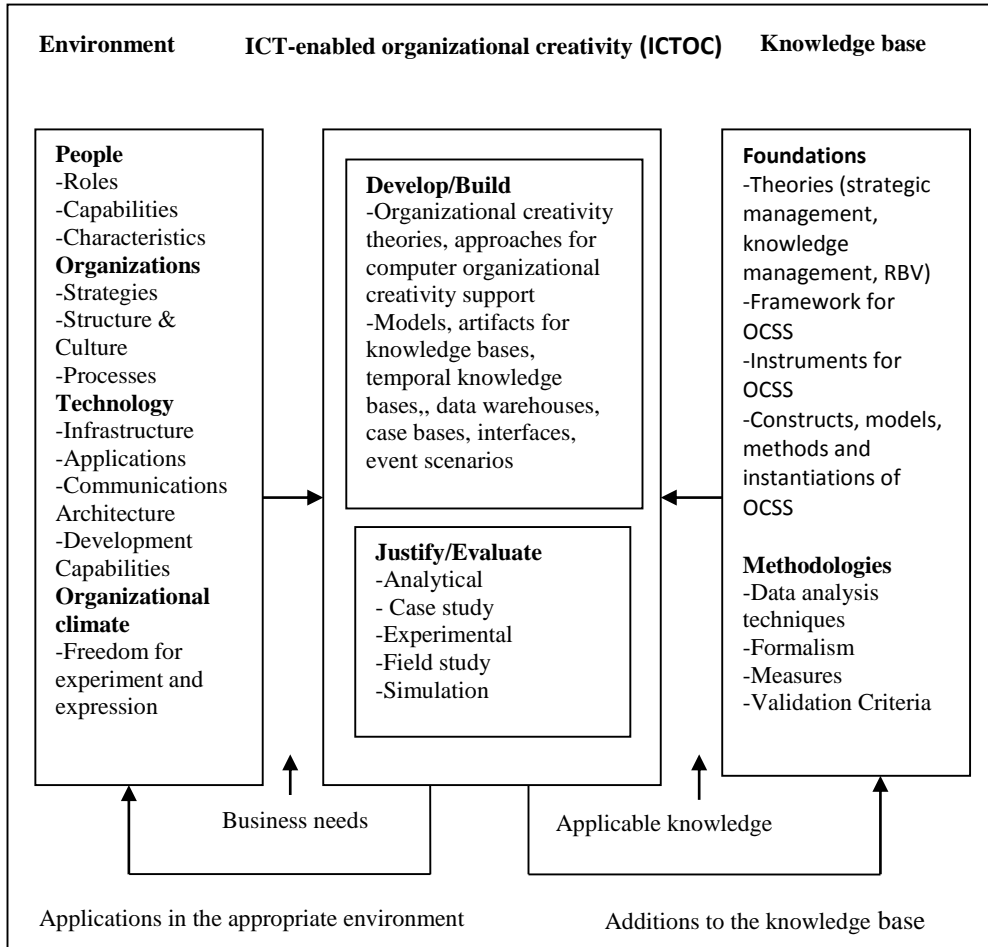 Environment
ICT-enabled organizational creativity (ICTOC)
Knowledge base
People
-Roles
-Capabilities
-Characteristics
Organizations
-Strategies
-Structure &
Culture
-Processes
Technology
-Infrastructure
-Applications
-Communications
Architecture
-Development
Capabilities
Organizational
climate
-Freedom for
experiment and
expression
Develop/Build
-Organizational creativity
theories, approaches for
computer organizational
creativity support
-Models, artifacts for
knowledge bases,
temporal knowledge
bases,, data warehouses,
case bases, interfaces,
event scenarios
Justify/Evaluate
-Analytical
- Case study
-Experimental
-Field study
-Simulation
Foundations
-Theories (strategic
management,
knowledge
management, RBV)
-Framework for
OCSS
-Instruments for
OCSS
-Constructs, models,
methods and
instantiations of
OCSS
Methodologies
-Data analysis
techniques
-Formalism
-Measures
-Validation Criteria
Business needs
Applicable knowledge
Applications in the appropriate environment
Additions to the knowledge base